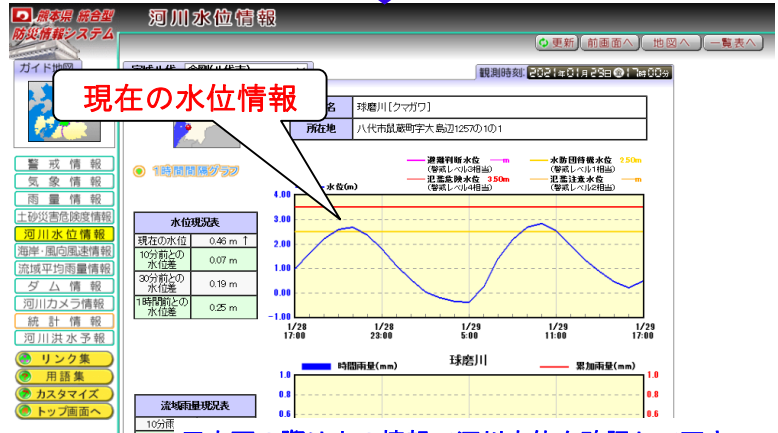 熊本県 統合型
防災情報システム
河川水位情報
更新
前画面へ
地図へ
一覧表へ
ガイド地図
観測時刻:2021年01月29日17時00分
現在の水位情報
球磨川[クマガワ]
所在地
八代市鼠蔵町字大島辺1257の1の1
1時間間隔グラフ
避難判断水位 ---m
(警戒レベル3相当)
水防団待機水位 2.50m
(警戒レベル1相当)
氾濫危険水位 3.50m
(警戒レベル4相当)
氾濫注意水位 ---m
(警戒レベル2相当)
水位(m)
4.00
3.00
2.00
1.00
0.00
-1.00
1/28
17:00
1/28
23:00
1/29
5:00
1/29
11:00
1/29
17:00
水位現況表
現在の水位 0.46 m ↑
10分前との水位差 0.07 m
30分前との水位差 0.19 m
1時間前との水位差 0.25 m
警戒情報
気象情報
雨量情報
土砂災害危険度情報
河川水位情報
海岸・風向風速情報
流域平均雨量情報
ダム情報
河川カメラ情報
統計情報
河川洪水予報
リンク集
用語集
カスタマイズ
トップ画面へ
時間雨量(mm)
球磨川
累加雨量(mm)
1.0
0.8
0.6
1.0
0.8
0.6
流域雨量現況表
10分雨